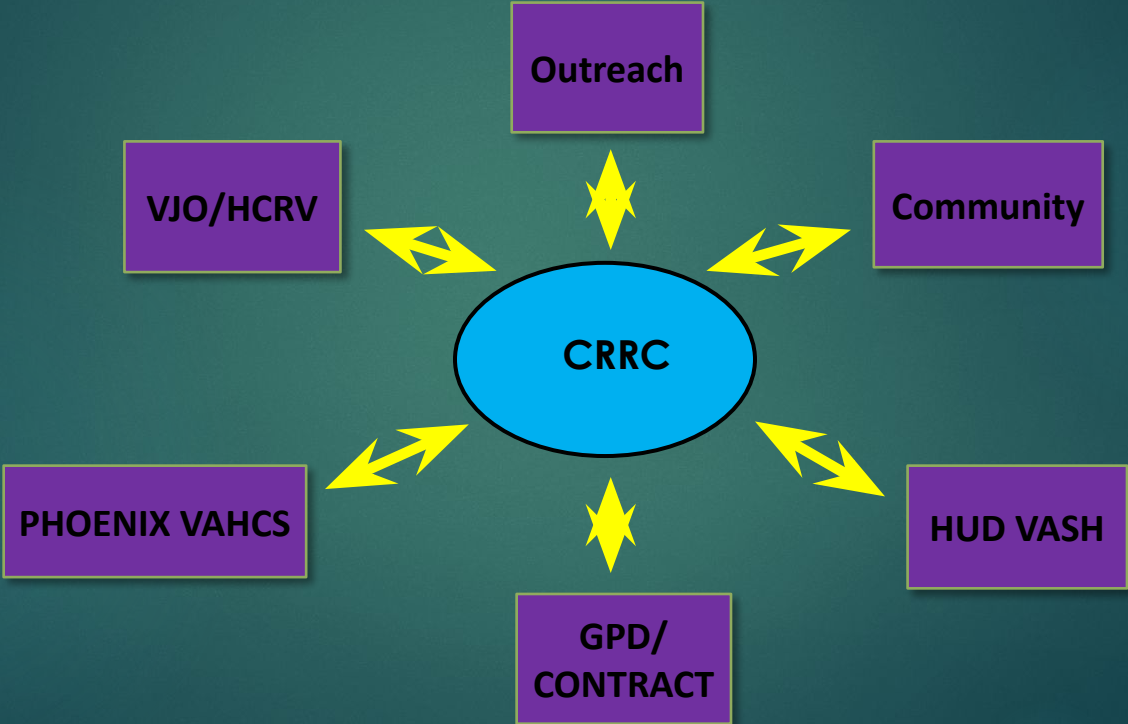 Outreach
VJO/HCRV
Community
CRRC
PHOENIX VAHCS
HUD VASH
GPD/
CONTRACT